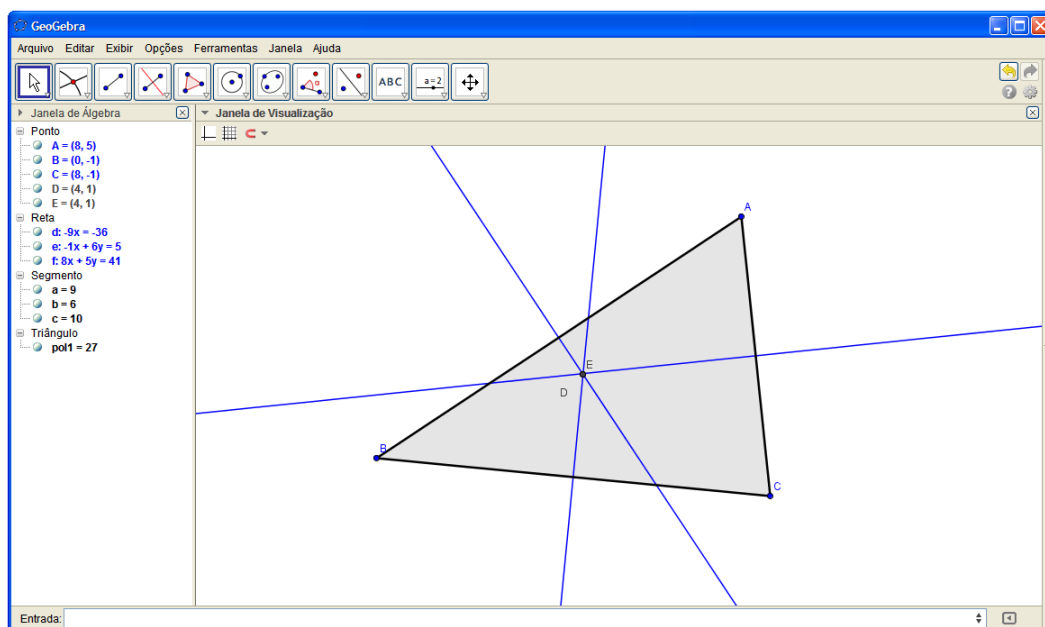 GeoGebra
Arquivo Editar Exibir Opções Ferramentas Janela Ajuda
ABC
a=2
Janela de Álgebra
Janela de Visualização
Ponto
A = (8, 5)
B = (0, -1)
C = (8, -1)
D = (4, 1)
E = (4, 1)
Reta
d: -9x = -36
e: -1x + 6y = 5
f: 8x + 5y = 41
Segmento
a = 9
b = 6
c = 10
Triângulo
pol1 = 27
A
E
D
B
C
Entrada: